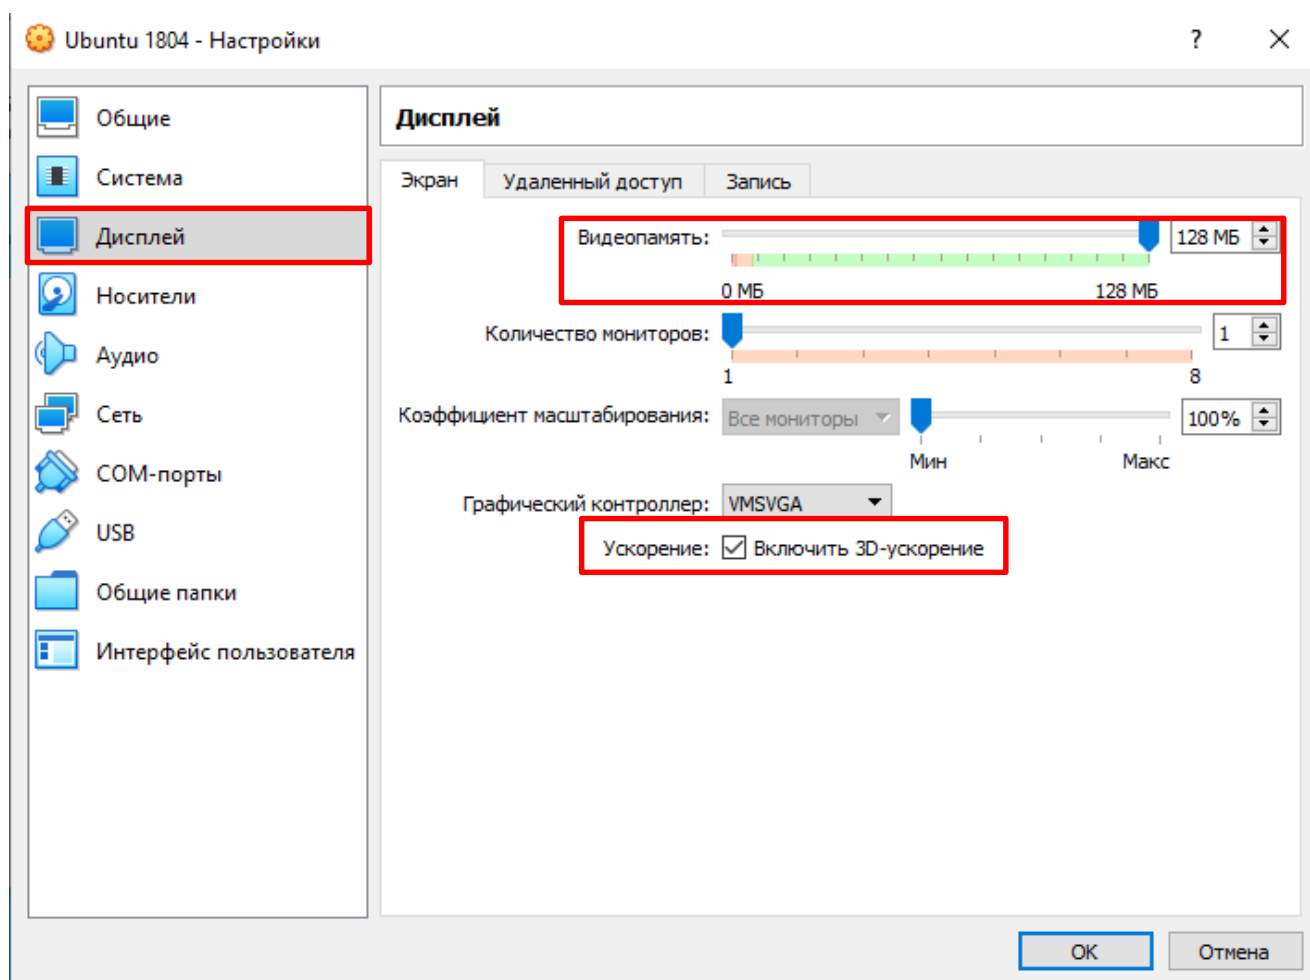 Ubuntu 1804 - Настройки
?
Общие
Система
Дисплей
Носители
Аудио
Сеть
COM-порты
USB
Общие папки
Интерфейс пользователя
Дисплей
Экран
Удаленный доступ
Запись
Видеопамять:
128 МБ
0 МБ
128 МБ
Количество мониторов:
1
1
8
Коэффициент масштабирования:
Все мониторы
100%
Мин
Макс
Графический контроллер:
VMSVGA
Ускорение:
Включить 3D-ускорение
OK
Отмена